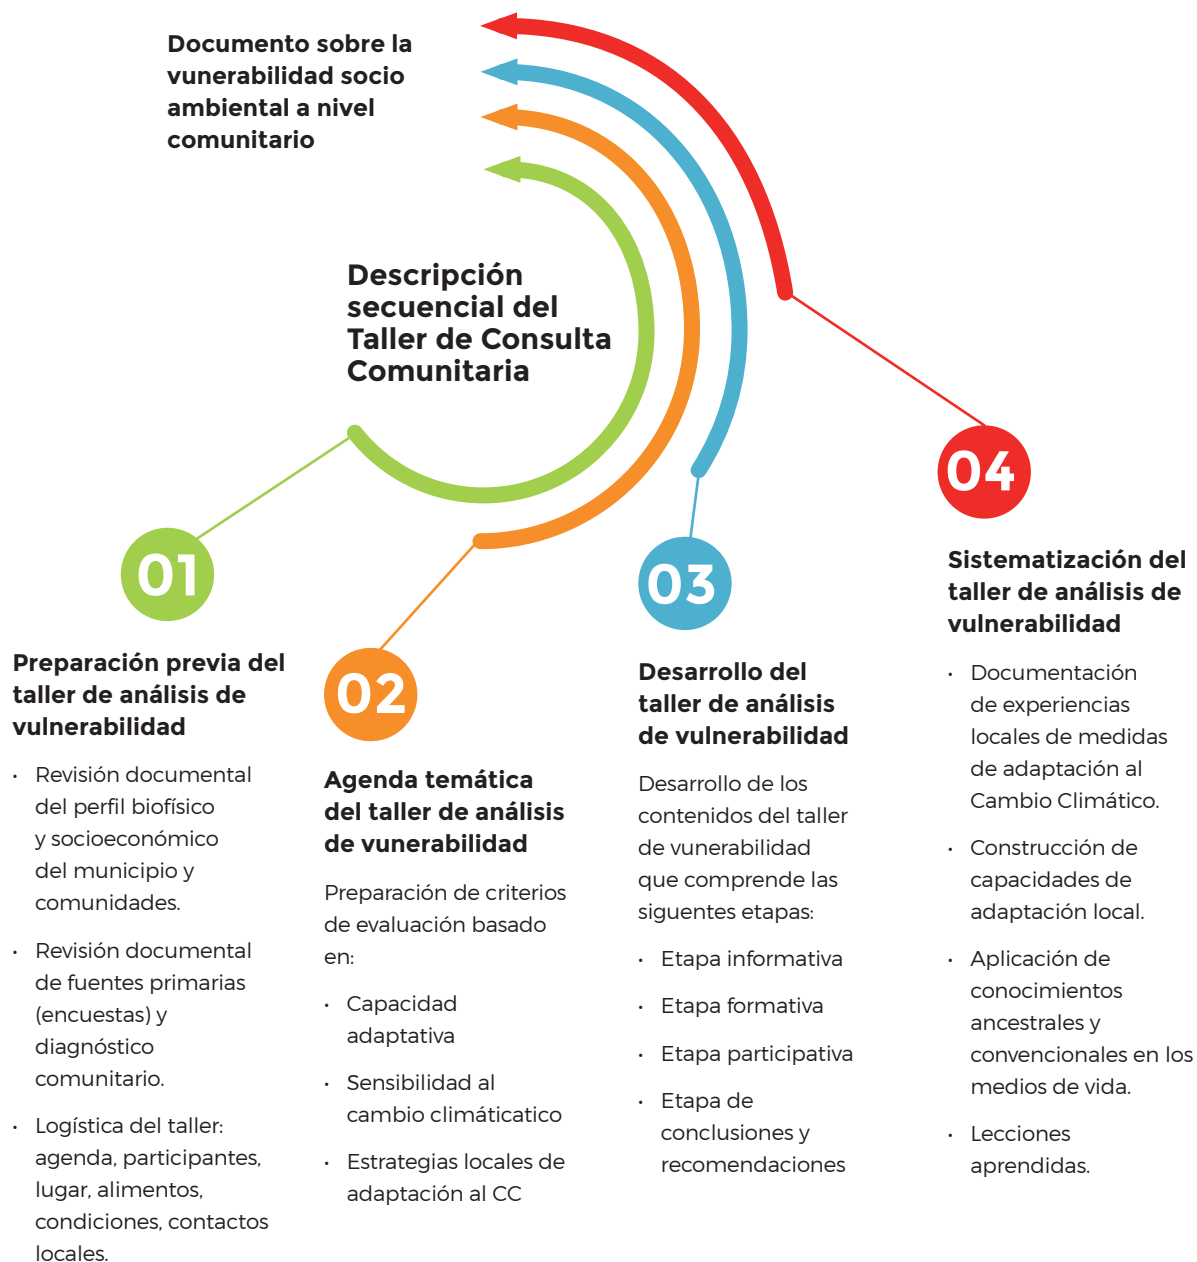 Documento sobre la
vunerabilidad socio
ambiental a nivel
comunitario
Descripción
secuencial del
Taller de Consulta
Comunitaria
01
Preparación previa del
taller de análisis de
vulnerabilidad
• Revisión documental
del perfil biofísico
y socioeconómico
del municipio y
comunidades.
• Revisión documental
de fuentes primarias
(encuestas) y
diagnóstico
comunitario.
• Logística del taller:
agenda, participantes,
lugar, alimentos,
condiciones, contactos
locales.
02
Agenda temática
del taller de análisis
de vunerabilidad
Preparación de criterios
de evaluación basado
en:
• Capacidad
adaptativa
• Sensibilidad al
cambio climáticatico
• Estrategias locales de
adaptación al CC
03
Desarrollo del
taller de análisis
de vulnerabilidad
Desarrollo de los
contenidos del taller
de vunerabilidad
que comprende las
siguentes etapas:
• Etapa informativa
• Etapa formativa
• Etapa participativa
• Etapa de
conclusiones y
recomendaciones
04
Sistematización del
taller de análisis de
vulnerabilidad
• Documentación
de experiencias
locales de medidas
de adaptación al
Cambio Climático.
• Construcción de
capacidades de
adaptación local.
• Aplicación de
conocimientos
ancestrales y
convencionales en los
medios de vida.
• Lecciones
aprendidas.